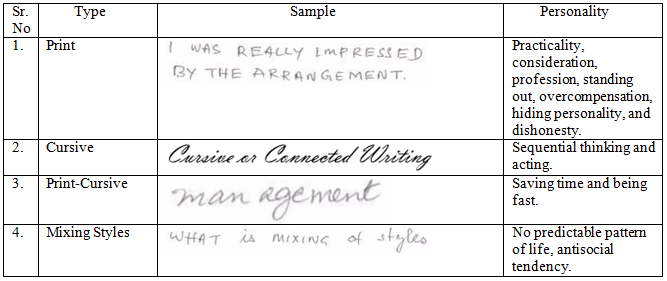 Sr. Type Sample Personality
No
1. Print I WAS REALLY IMPRESSED Practicality,
BY THE ARRANGEMENT. consideration,
profession, standing
out, overcompensation,
hiding personality, and
dishonesty.
2. Cursive Cursive or Connected Writing Sequential thinking and
acting.
3. Print-Cursive management Saving time and being
fast.
4. Mixing Styles WHAT is MIXING of styles No predictable pattern
of life, antisocial
tendency.